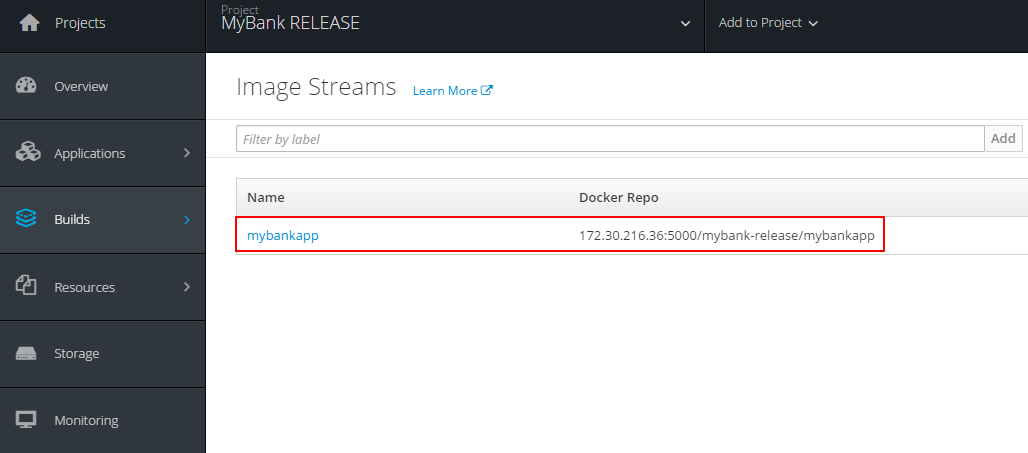 Projects
Project
MyBank RELEASE
Add to Project
Overview
Applications
Builds
Resources
Storage
Monitoring
Image Streams Learn More
Filter by label Add
Name Docker Repo
mybankapp 172.30.216.36:5000/mybank-release/mybankapp